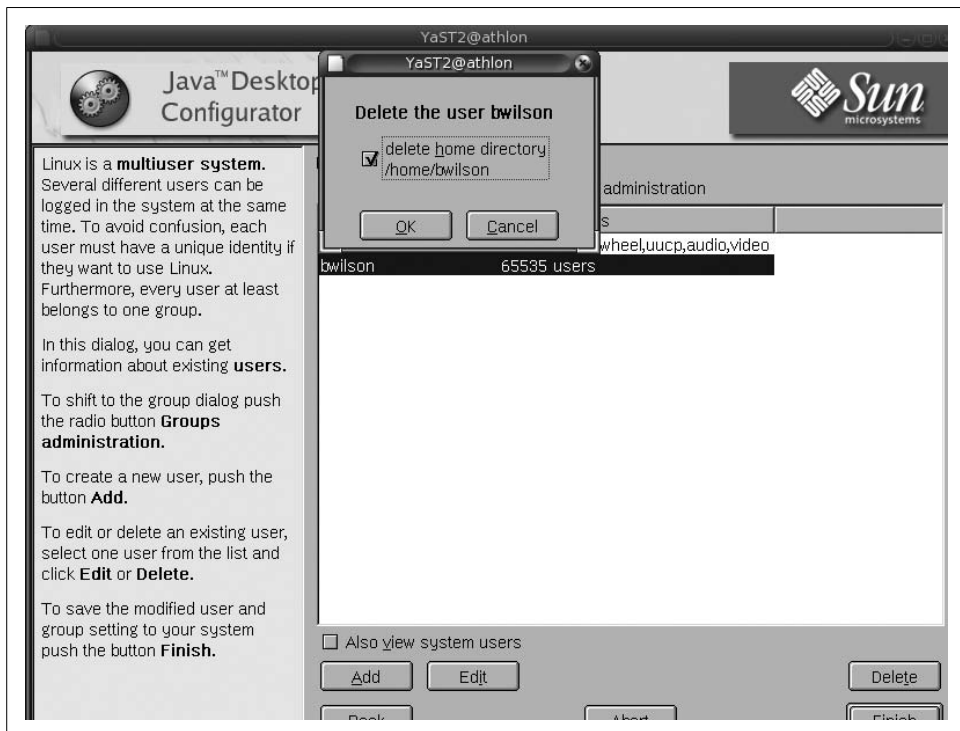 YaST2@athlon
Java™Deskto
Configurator
Sun
microsystems
YaST2@athlon
Delete the user bwilson
delete home directory
/home/bwilson
OK
Cancel
Linux is a multiuser system.
Several different users can be
logged in the system at the same
time. To avoid confusion, each
user must have a unique identity if
they want to use Linux.
Furthermore, every user at least
belongs to one group.
In this dialog, you can get
information about existing users.
To shift to the group dialog push
the radio button Groups
administration.
To create a new user, push the
button Add.
To edit or delete an existing user,
select one user from the list and
click Edit or Delete.
To save the modified user and
group setting to your system
push the button Finish.
administration
s
wheel,uucp,audio,video
bwilson 65535 users
Also view system users
Add
Edit
Delete
Back
Abort
Finish